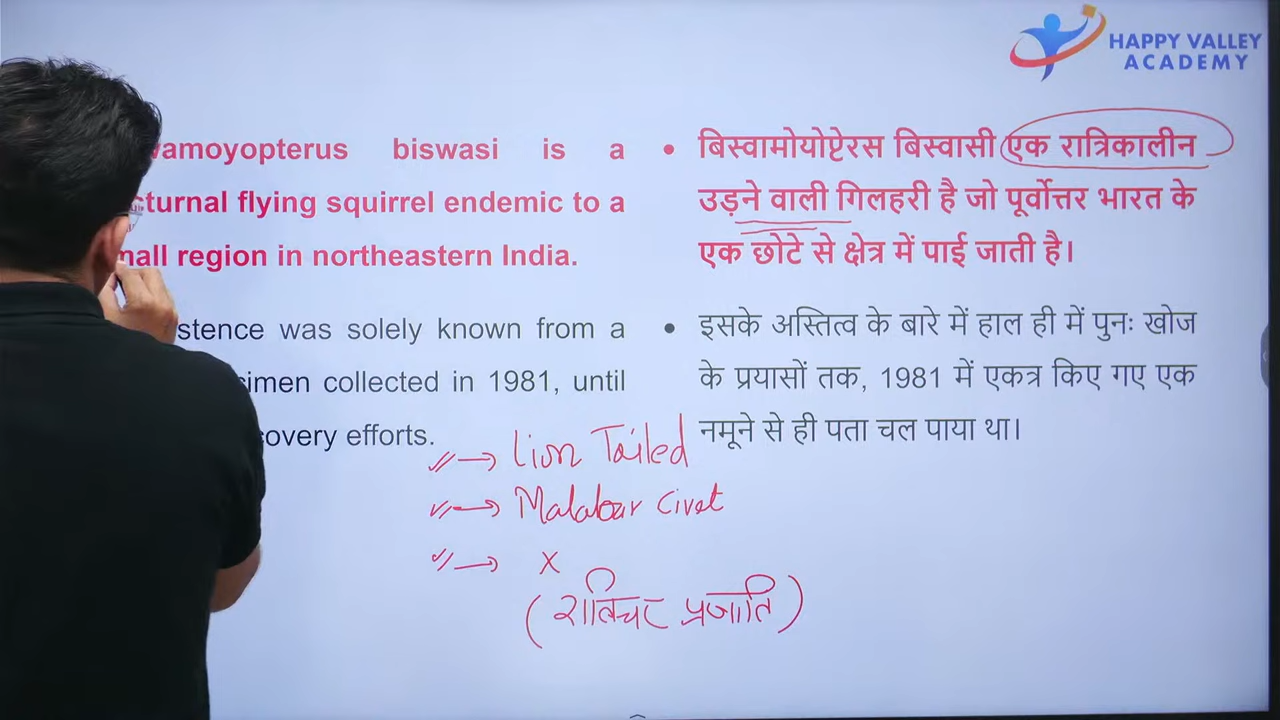 HAPPY VALLEY
ACADEMY
biswasi is a
flying squirrel endemic to a
region in northeastern India.
was solely known from a
collected in 1981, until
efforts.
• बिस्वामोयोप्टेरस बिस्वासी एक रात्रिकालीन
उड़ने वाली गिलहरी है जो पूर्वोत्तर भारत के
एक छोटे से क्षेत्र में पाई जाती है।
• इसके अस्तित्व के बारे में हाल ही में पुनः खोज
के प्रयासों तक, 1981 में एकत्र किए गए एक
नमूने से ही पता चल पाया था।
→ Lion Tailed
→ Malabar Civet
→ X
(रात्रिचर प्रजाति)